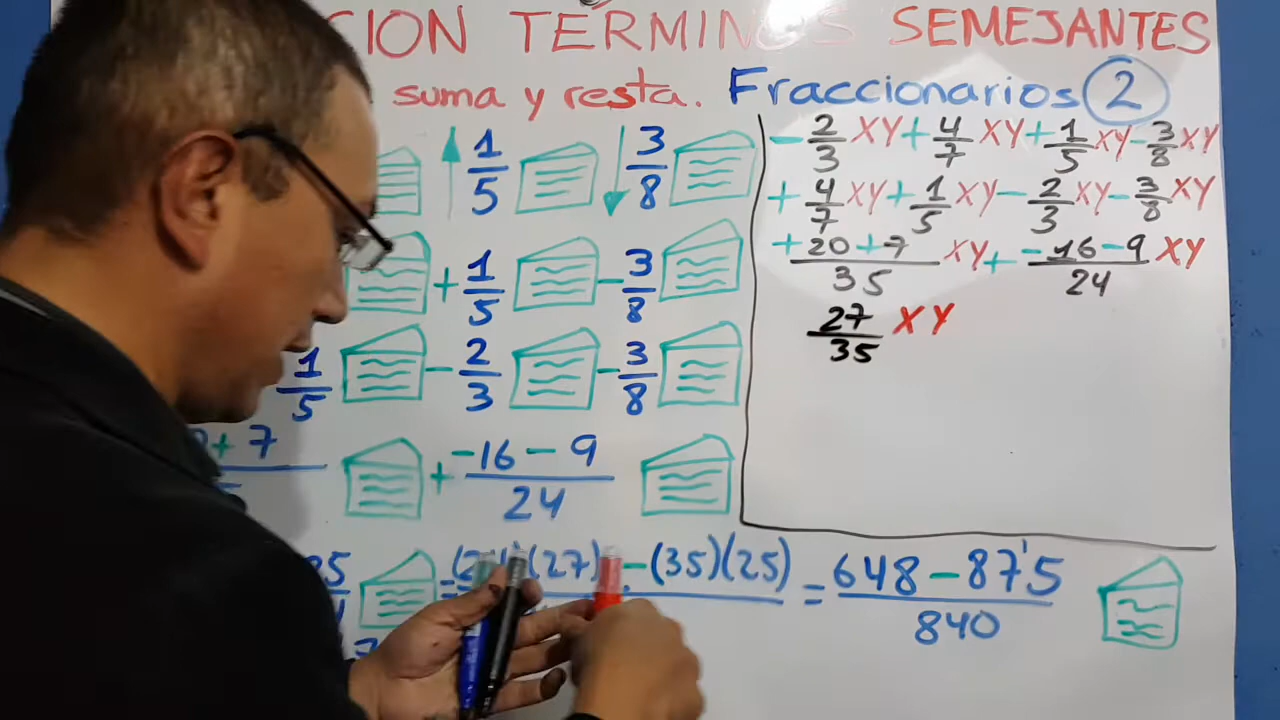 ION TÉRMINOS SEMEJANTES
suma y resta. Fraccionarios 2
1/5 3/8
+ 1/5 - 3/8
1/5 - 2/3 - 3/8
+ 7 + -16 - 9
24
(27) - (35)(25) = 648 - 875
840
- 2/3 XY + 4/7 XY + 1/5 XY - 3/8 XY
+ 4/7 XY + 1/5 XY - 2/3 XY - 3/8 XY
+ 20 + 7 / 35 XY + - 16 - 9 / 24 XY
27/35 XY